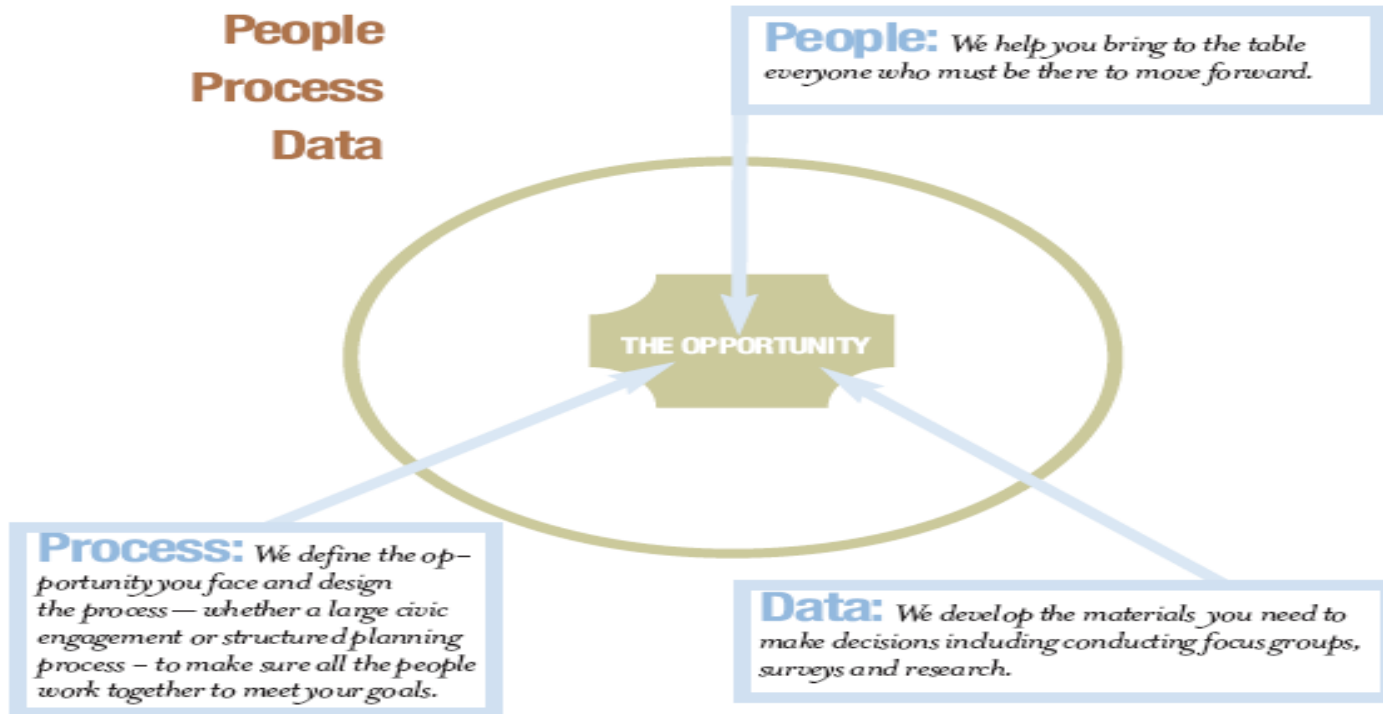 People
Process
Data
People: We help you bring to the table
everyone who must be there to move forward.
THE OPPORTUNITY
Process: We define the op–
portunity you face and design
the process — whether a large civic
engagement or structured planning
process – to make sure all the people
work together to meet your goals.
Data: We develop the materials you need to
make decisions including conducting focus groups,
surveys and research.